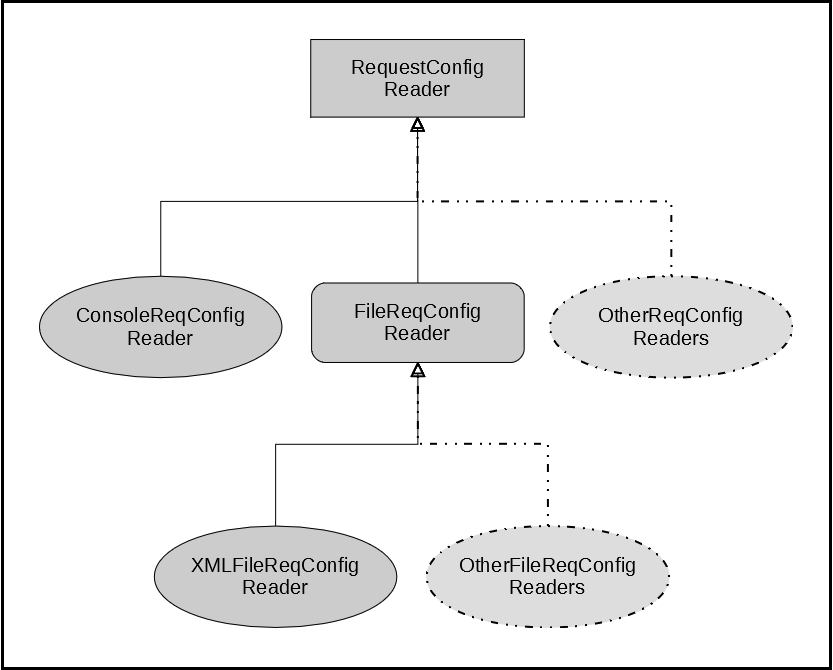 RequestConfig
Reader
ConsoleReqConfig
Reader
FileReqConfig
Reader
OtherReqConfig
Readers
XMLFileReqConfig
Reader
OtherFileReqConfig
Readers